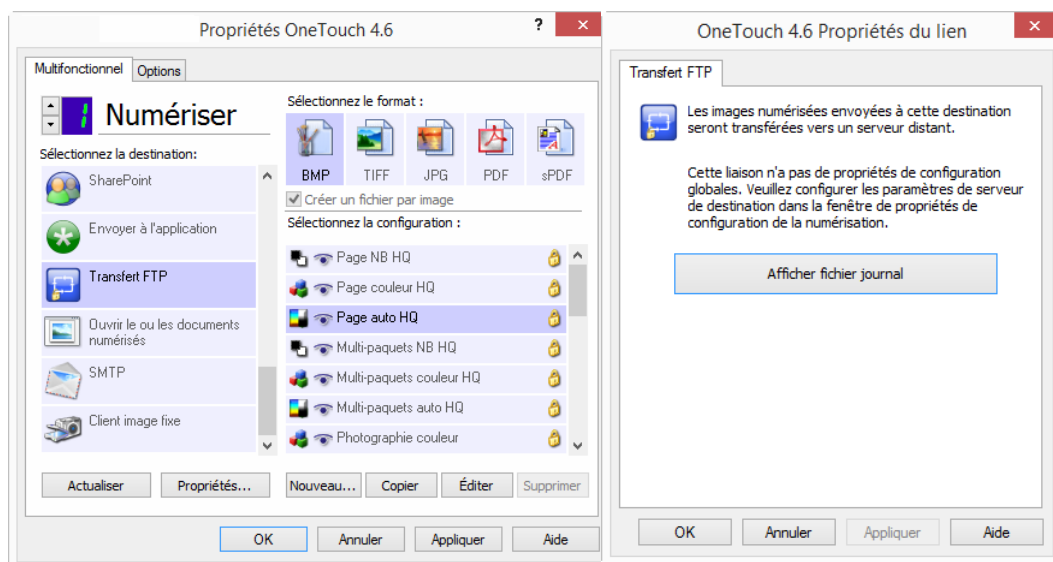 Propriétés OneTouch 4.6
?
×
Multifonctionnel
Options
1
Numériser
Sélectionnez la destination:
SharePoint
Envoyer à l'application
Transfert FTP
Ouvrir le ou les documents
numérisés
SMTP
Client image fixe
Actualiser
Propriétés...
Sélectionnez le format :
BMP
TIFF
JPG
PDF
sPDF
Créer un fichier par image
Sélectionnez la configuration :
Page NB HQ
Page couleur HQ
Page auto HQ
Multi-paquets NB HQ
Multi-paquets couleur HQ
Multi-paquets auto HQ
Photographie couleur
Nouveau...
Copier
Éditer
Supprimer
OK
Annuler
Appliquer
Aide
OneTouch 4.6 Propriétés du lien
×
Transfert FTP
Les images numérisées envoyées à cette destination
seront transférées vers un serveur distant.
Cette liaison n'a pas de propriétés de configuration
globales. Veuillez configurer les paramètres de serveur
de destination dans la fenêtre de propriétés de
configuration de la numérisation.
Afficher fichier journal
OK
Annuler
Appliquer
Aide